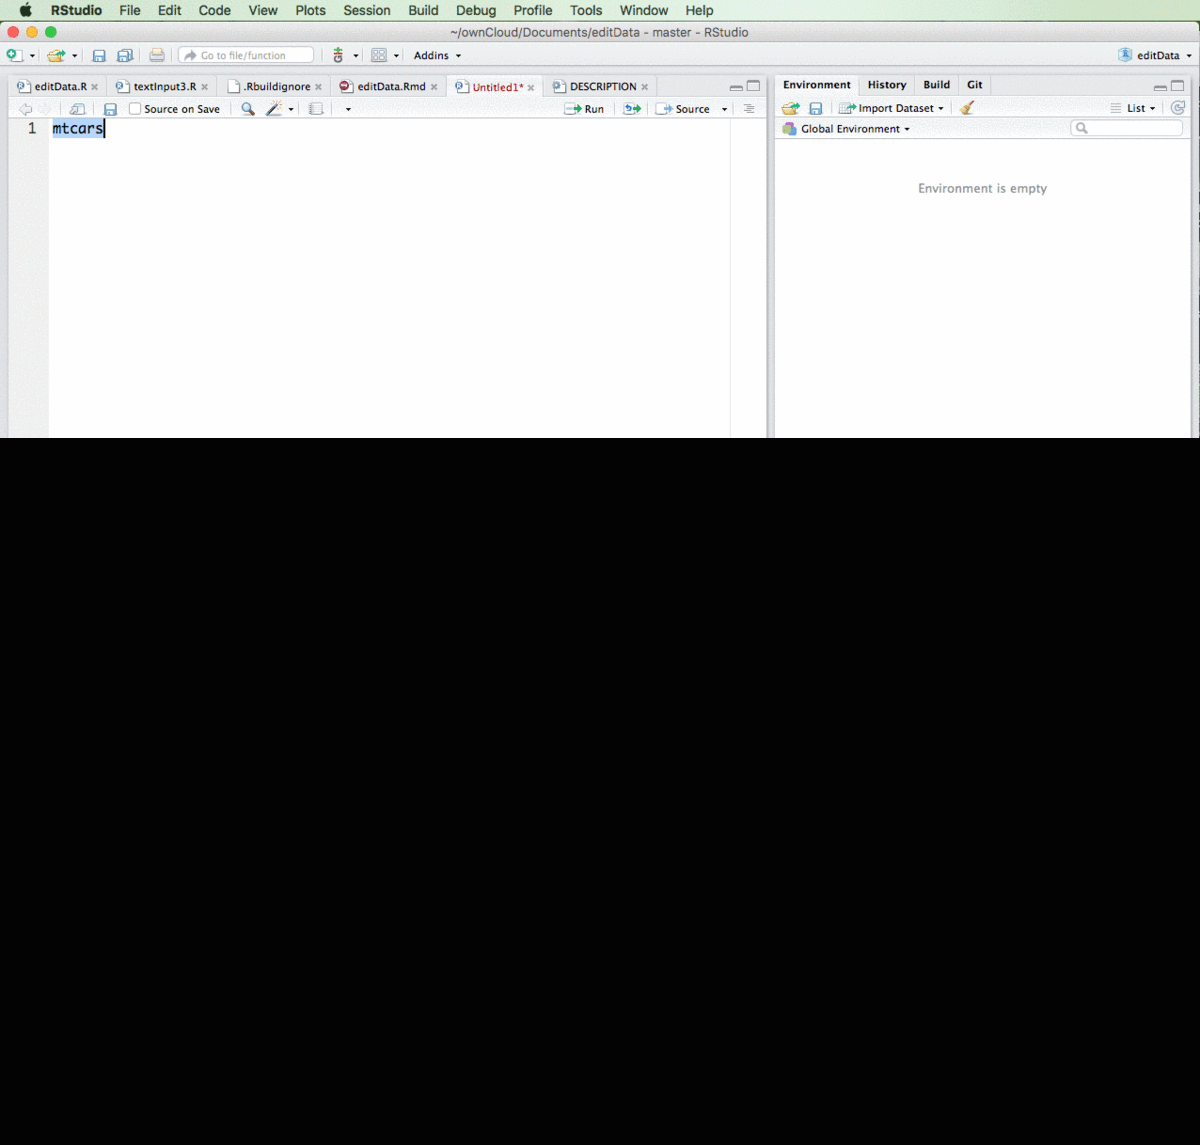 RStudio File Edit Code View Plots Session Build Debug Profile Tools Window Help
~/ownCloud/Documents/editData - master - RStudio
Go to file/function Addins editData
editData.R textInput3.R .Rbuildignore editData.Rmd Untitled1* DESCRIPTION
Source on Save Run Source
1 mtcars
Environment History Build Git
Import Dataset List
Global Environment
Environment is empty